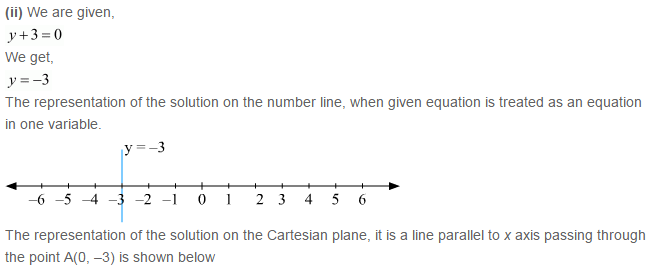 (ii) We are given,
y + 3 = 0
We get,
y = –3
The representation of the solution on the number line, when given equation is treated as an equation
in one variable.
y = –3
–6 –5 –4 –3 –2 –1 0 1 2 3 4 5 6
The representation of the solution on the Cartesian plane, it is a line parallel to x axis passing through
the point A(0, –3) is shown below